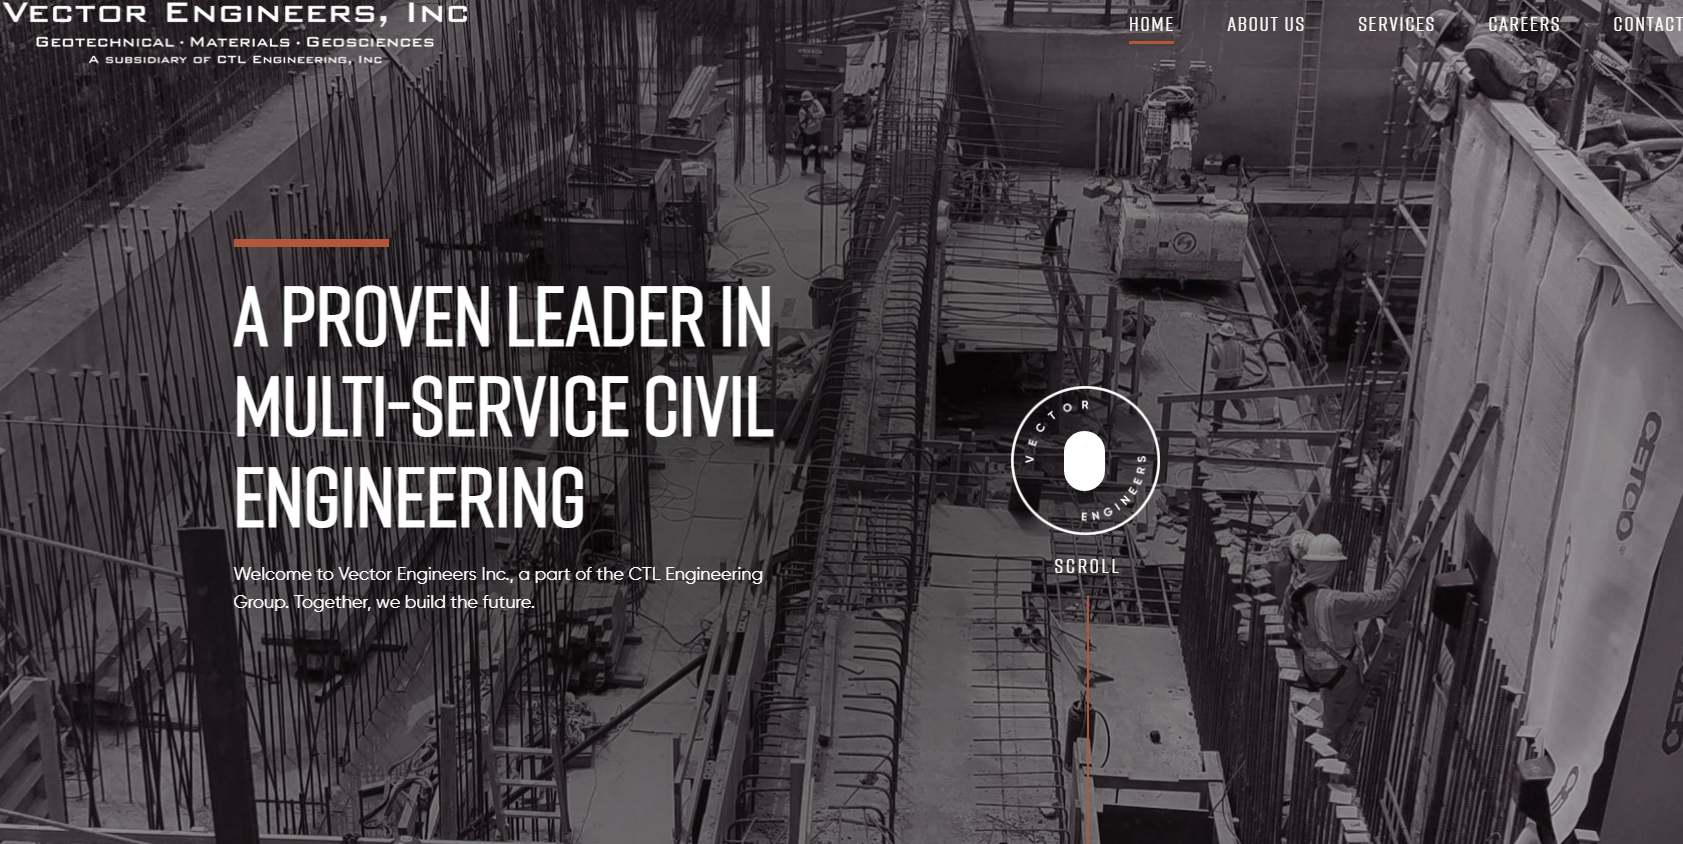 Vector Engineers, Inc
Geotechnical · Materials · Geosciences
A subsidiary of CTL Engineering, Inc
HOME
ABOUT US
SERVICES
CAREERS
CONTACT
A PROVEN LEADER IN
MULTI-SERVICE CIVIL
ENGINEERING
Welcome to Vector Engineers Inc., a part of the CTL Engineering
Group. Together, we build the future.
VECTOR
ENGINEERS
SCROLL
CETCO